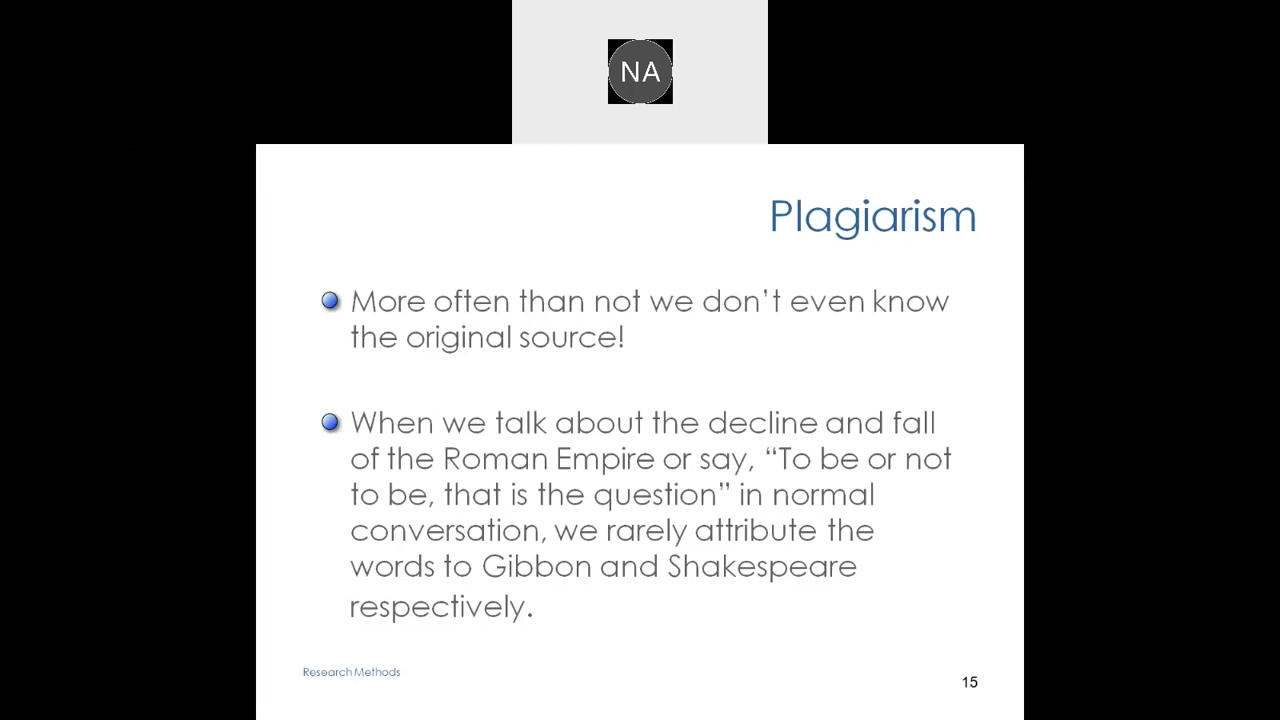 NA
Plagiarism
More often than not we don’t even know
the original source!
When we talk about the decline and fall
of the Roman Empire or say, “To be or not
to be, that is the question” in normal
conversation, we rarely attribute the
words to Gibbon and Shakespeare
respectively.
Research Methods
15